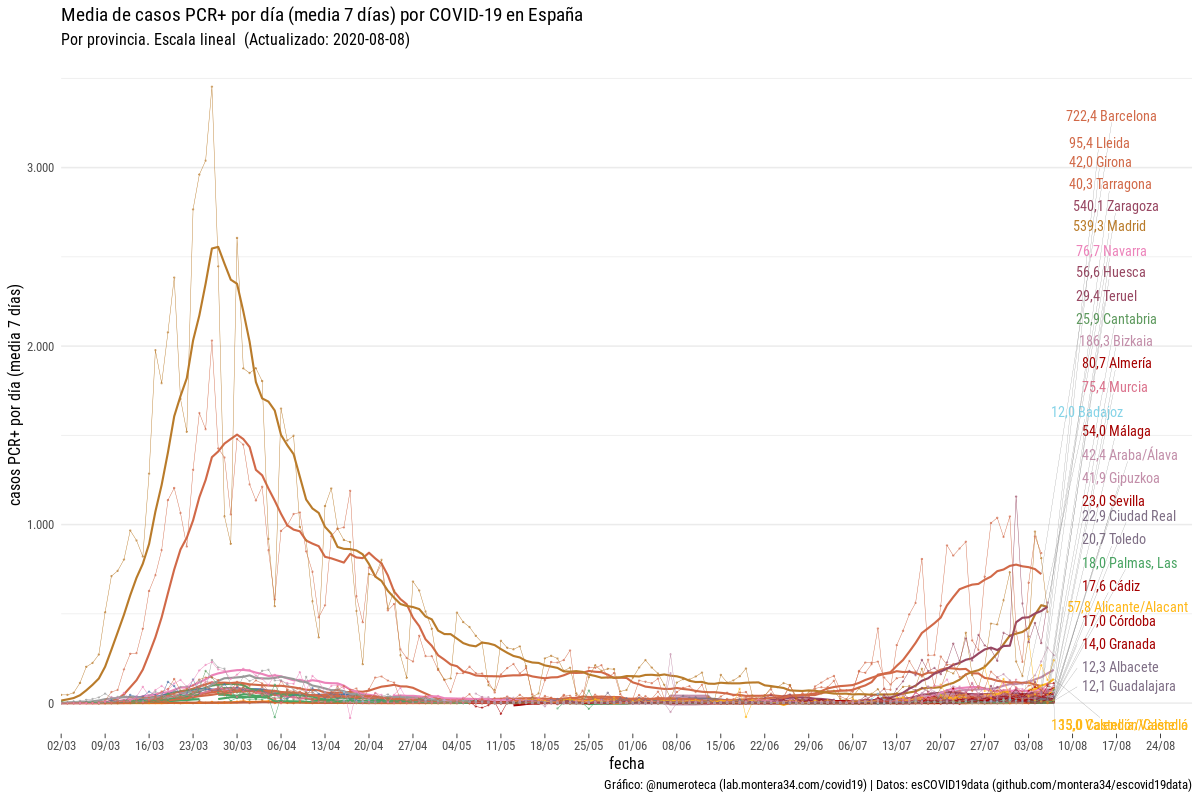 Media de casos PCR+ por día (media 7 días) por COVID-19 en España
Por provincia. Escala lineal (Actualizado: 2020-08-08)
casos PCR+ por día (media 7 días)
3.000
2.000
1.000
0
722,4 Barcelona
95,4 Lleida
42,0 Girona
40,3 Tarragona
540,1 Zaragoza
539,3 Madrid
76,7 Navarra
56,6 Huesca
29,4 Teruel
25,9 Cantabria
186,3 Bizkaia
80,7 Almería
75,4 Murcia
12,0 Badajoz
54,0 Málaga
42,4 Araba/Álava
41,9 Gipuzkoa
23,0 Sevilla
22,9 Ciudad Real
20,7 Toledo
18,0 Palmas, Las
17,6 Cádiz
57,8 Alicante/Alacant
17,0 Córdoba
14,0 Granada
12,3 Albacete
12,1 Guadalajara
02/03 09/03 16/03 23/03 30/03 06/04 13/04 20/04 27/04 04/05 11/05 18/05 25/05 01/06 08/06 15/06 22/06 29/06 06/07 13/07 20/07 27/07 03/08 10/08 17/08 24/08
fecha
Gráfico: @numeroteca (lab.montera34.com/covid19) | Datos: esCOVID19data (github.com/montera34/escovid19data)